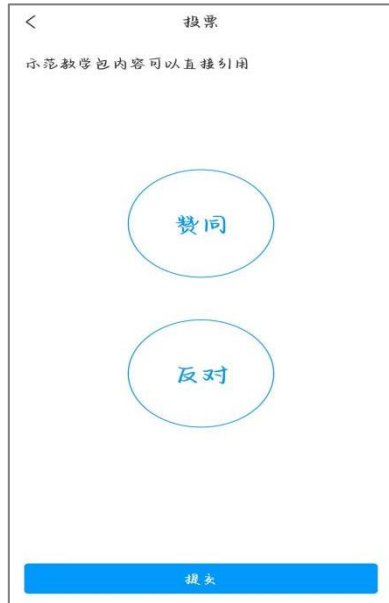 投票
示范教学包内容可以直接引用
赞同
反对
提交